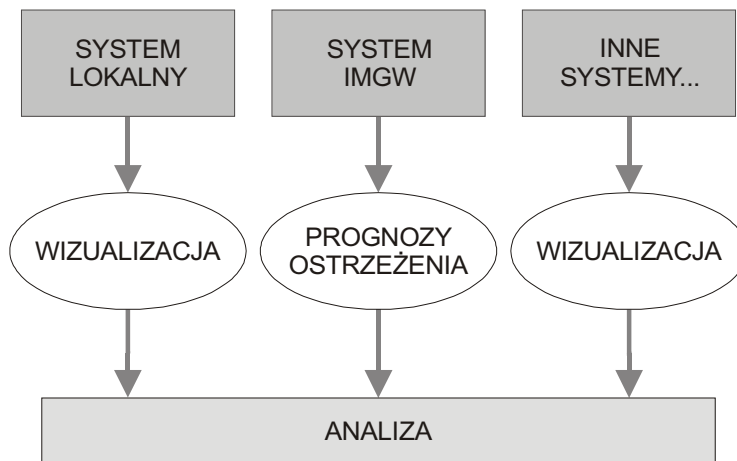 SYSTEM
LOKALNY
SYSTEM
IMGW
INNE
SYSTEMY...
WIZUALIZACJA
PROGNOZY
OSTRZEŻENIA
WIZUALIZACJA
ANALIZA